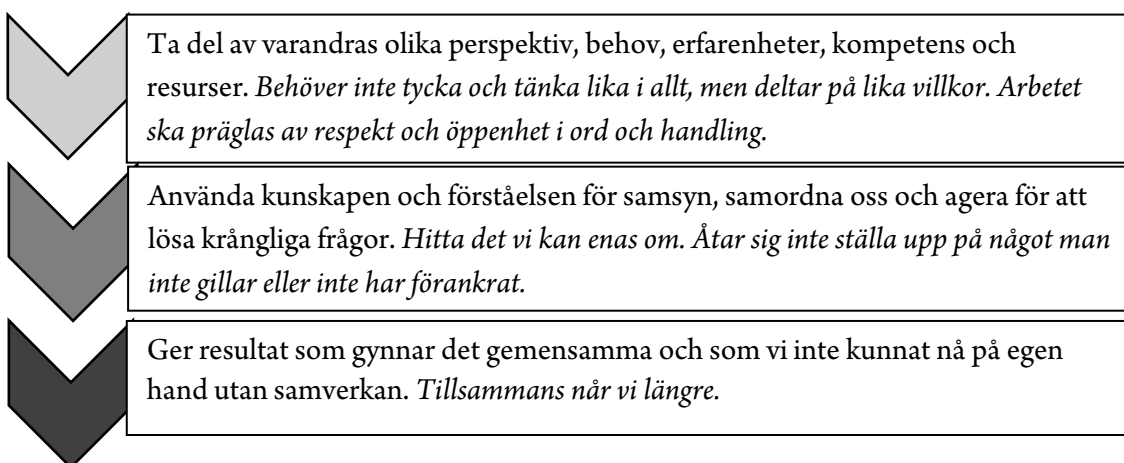 Ta del av varandras olika perspektiv, behov, erfarenheter, kompetens och
resurser. Behöver inte tycka och tänka lika i allt, men deltar på lika villkor. Arbetet
ska präglas av respekt och öppenhet i ord och handling.
Använda kunskapen och förståelsen för samsyn, samordna oss och agera för att
lösa krångliga frågor. Hitta det vi kan enas om. Åtar sig inte ställa upp på något man
inte gillar eller inte har förankrat.
Ger resultat som gynnar det gemensamma och som vi inte kunnat nå på egen
hand utan samverkan. Tillsammans når vi längre.